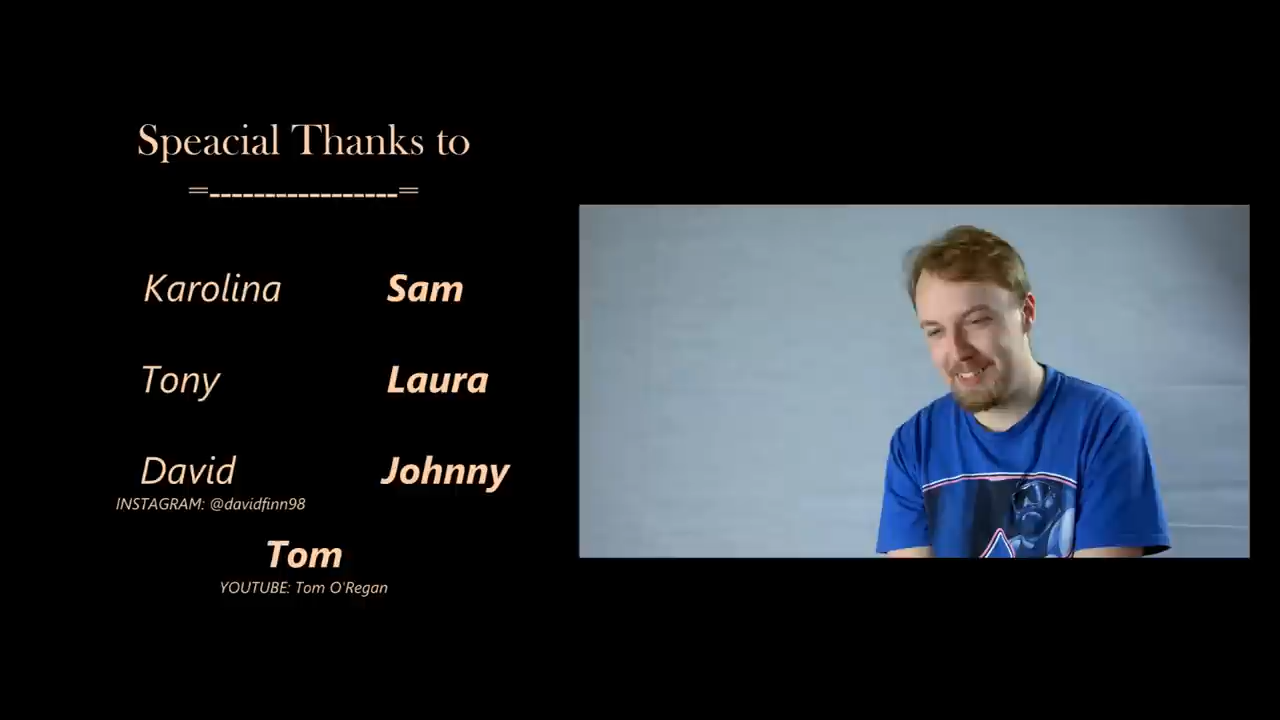 Speacial Thanks to
=-----------------=
Karolina Sam
Tony Laura
David Johnny
INSTAGRAM: @davidfinn98
Tom
YOUTUBE: Tom O'Regan